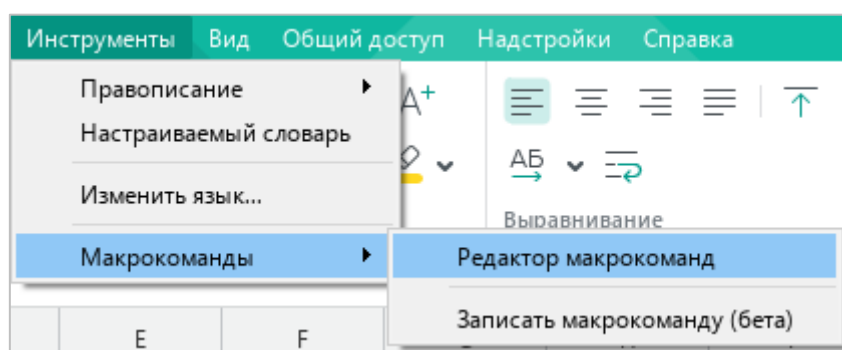 Инструменты Вид Общий доступ Надстройки Справка
Правописание
Настраиваемый словарь
Изменить язык...
Макрокоманды
A+
АБ
Выравнивание
Редактор макрокоманд
Записать макрокоманду (бета)
E F